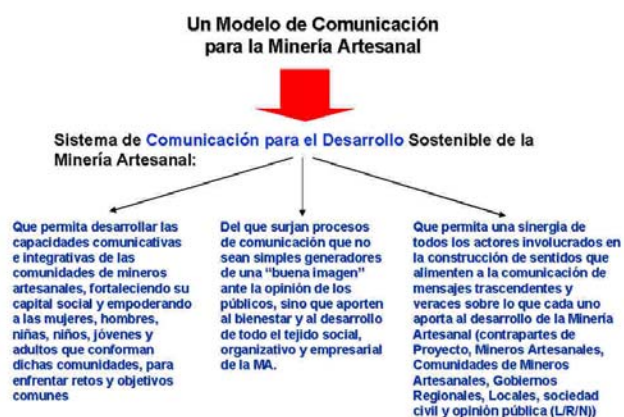 Un Modelo de Comunicación
para la Minería Artesanal
Sistema de Comunicación para el Desarrollo Sostenible de la
Minería Artesanal:
Que permita desarrollar las
capacidades comunicativas
e integrativas de las
comunidades de mineros
artesanales, fortaleciendo su
capital social y empoderando
a las mujeres, hombres,
niñas, niños, jóvenes y
adultos que conforman
dichas comunidades, para
enfrentar retos y objetivos
comunes
Del que surjan procesos
de comunicación que no
sean simples generadores
de una “buena imagen”
ante la opinión de los
públicos, sino que aporten
al bienestar y al desarrollo
de todo el tejido social,
organizativo y empresarial
de la MA.
Que permita una sinergia de
todos los actores involucrados en
la construcción de sentidos que
alimenten a la comunicación de
mensajes trascendentes y
veraces sobre lo que cada uno
aporta al desarrollo de la Minería
Artesanal (contrapartes de
Proyecto, Mineros Artesanales,
Comunidades de Mineros
Artesanales, Gobiernos
Regionales, Locales, sociedad
civil y opinión pública (L/R/N))